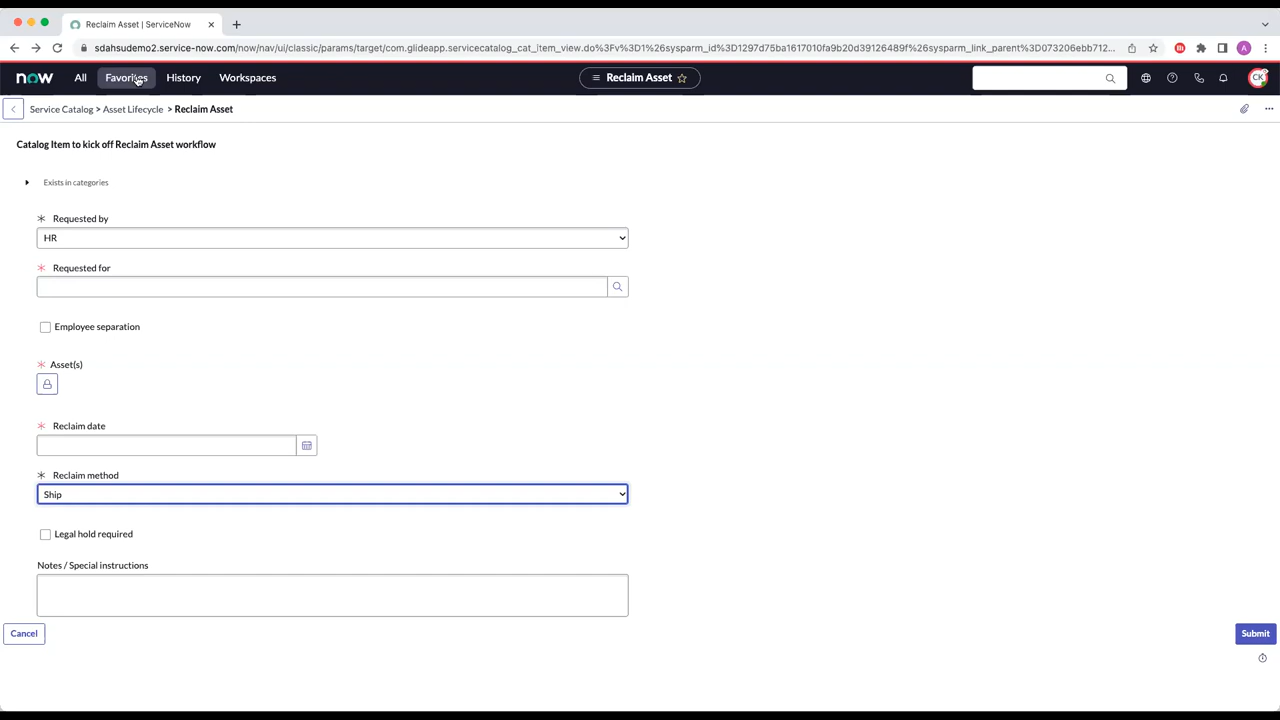 Reclaim Asset | ServiceNow
sdahsudemo2.service-now.com/now/nav/ui/classic/params/target/com.glideapp.servicecatalog_cat_item_view.do%3Fv%3D1%26sysparm_id%3D1297d75ba1617010fa9b20d39126489f%26sysparm_link_parent%3D073206ebb712...
now All Favorites History Workspaces Reclaim Asset CK
Service Catalog > Asset Lifecycle > Reclaim Asset
Catalog Item to kick off Reclaim Asset workflow
Exists in categories
* Requested by
HR
* Requested for
Employee separation
* Asset(s)
* Reclaim date
* Reclaim method
Ship
Legal hold required
Notes / Special instructions
Cancel Submit